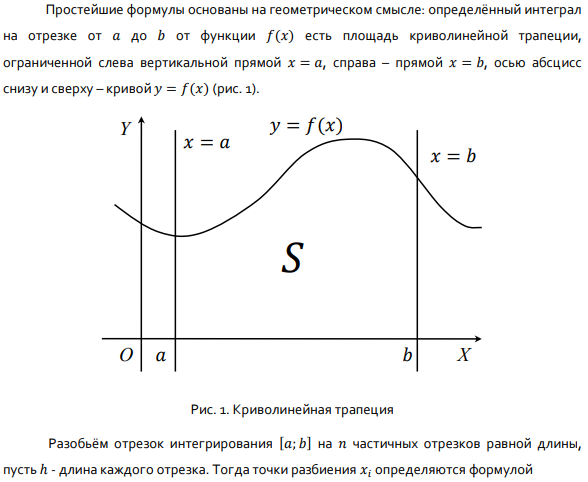 Простейшие формулы основаны на геометрическом смысле: определённый интеграл
на отрезке от a до b от функции f(x) есть площадь криволинейной трапеции,
ограниченной слева вертикальной прямой x = a, справа – прямой x = b, осью абсцисс
снизу и сверху – кривой y = f(x) (рис. 1).
Y
y = f(x)
x = a
x = b
S
O
a
b
X
Рис. 1. Криволинейная трапеция
Разобьём отрезок интегрирования [a; b] на n частичных отрезков равной длины,
пусть h - длина каждого отрезка. Тогда точки разбиения xᵢ определяются формулой